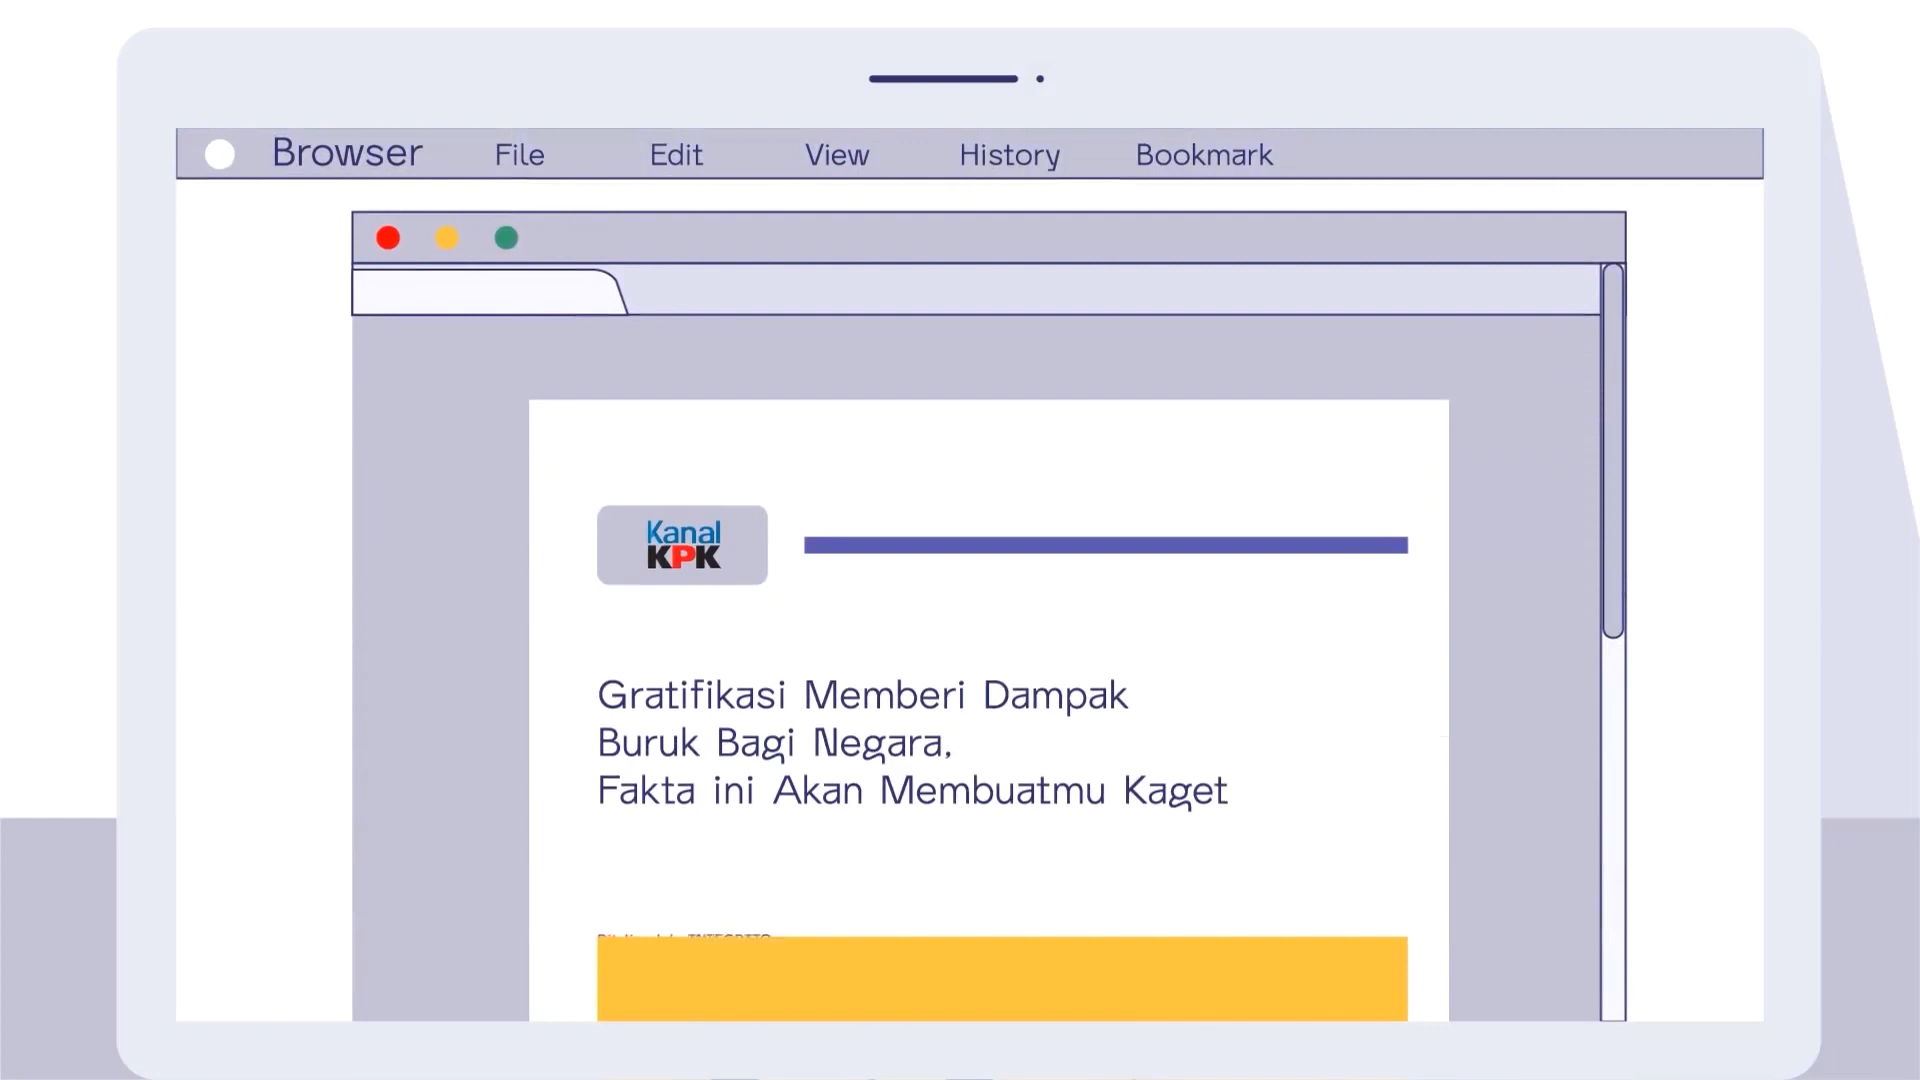 Browser File Edit View History Bookmark
Kanal
KPK
Gratifikasi Memberi Dampak
Buruk Bagi Negara,
Fakta ini Akan Membuatmu Kaget